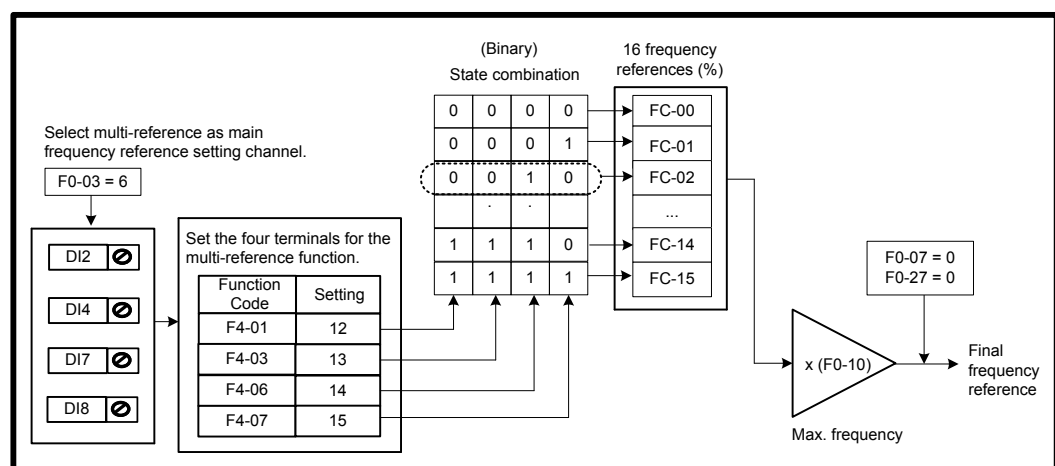 (Binary)
State combination
16 frequency
references (%)
0 0 0 0
FC-00
0 0 0 1
FC-01
0 0 1 0
FC-02
. .
...
1 1 1 0
FC-14
1 1 1 1
FC-15
Select multi-reference as main
frequency reference setting channel.
F0-03 = 6
DI2
DI4
DI7
DI8
Set the four terminals for the
multi-reference function.
Function
Code
Setting
F4-01 12
F4-03 13
F4-06 14
F4-07 15
x (F0-10)
Max. frequency
F0-07 = 0
F0-27 = 0
Final
frequency
reference